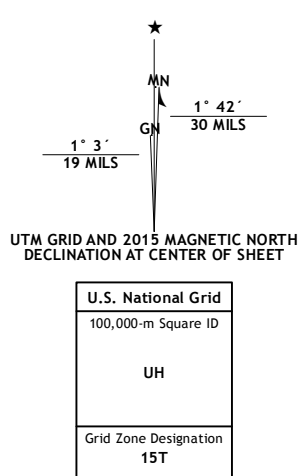 ★
MN
1° 42´
30 MILS
GN
1° 3´
19 MILS
UTM GRID AND 2015 MAGNETIC NORTH
DECLINATION AT CENTER OF SHEET
U.S. National Grid
100,000-m Square ID
UH
Grid Zone Designation
15T